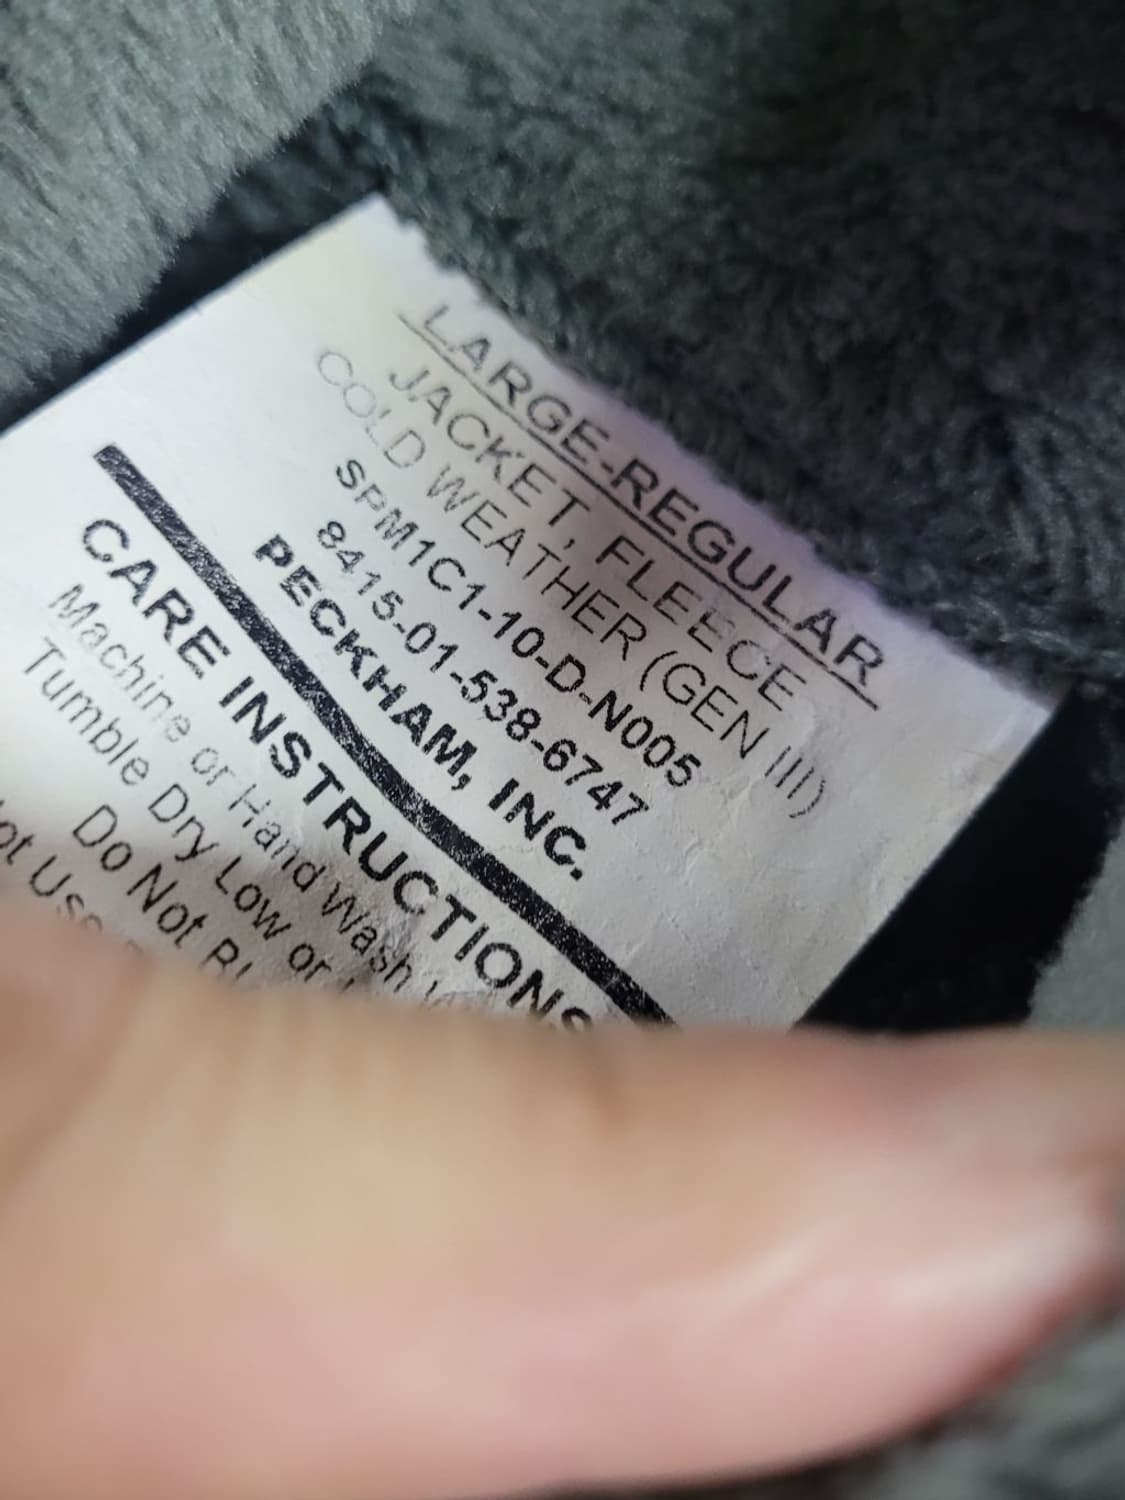 LARGE-REGULAR
JACKET, FLEECE
COLD WEATHER (GEN III)
SPM1C1-10-D-N005
8415-01-538-6747
PECKHAM, INC.
CARE INSTRUCTIONS
Machine or Hand Wash
Tumble Dry Low or
Do Not